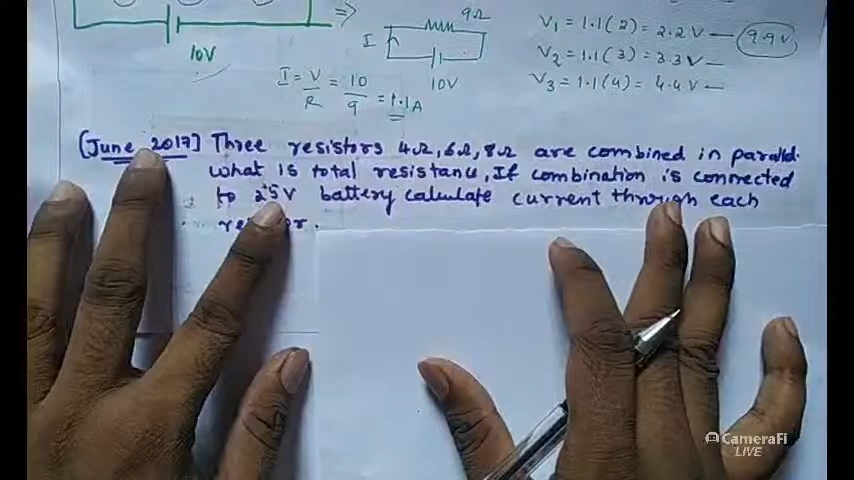 10V
⇒
9Ω
I
10V
I = V/R = 10/9 = 1.1A
V1 = 1.1(2) = 2.2V — 9.9V
V2 = 1.1(3) = 3.3V —
V3 = 1.1(4) = 4.4V —
[June 2017] Three resistors 4Ω, 6Ω, 8Ω are combined in parallel.
what is total resistance, If combination is connected
to 25V battery calculate current through each
CameraFi
LIVE